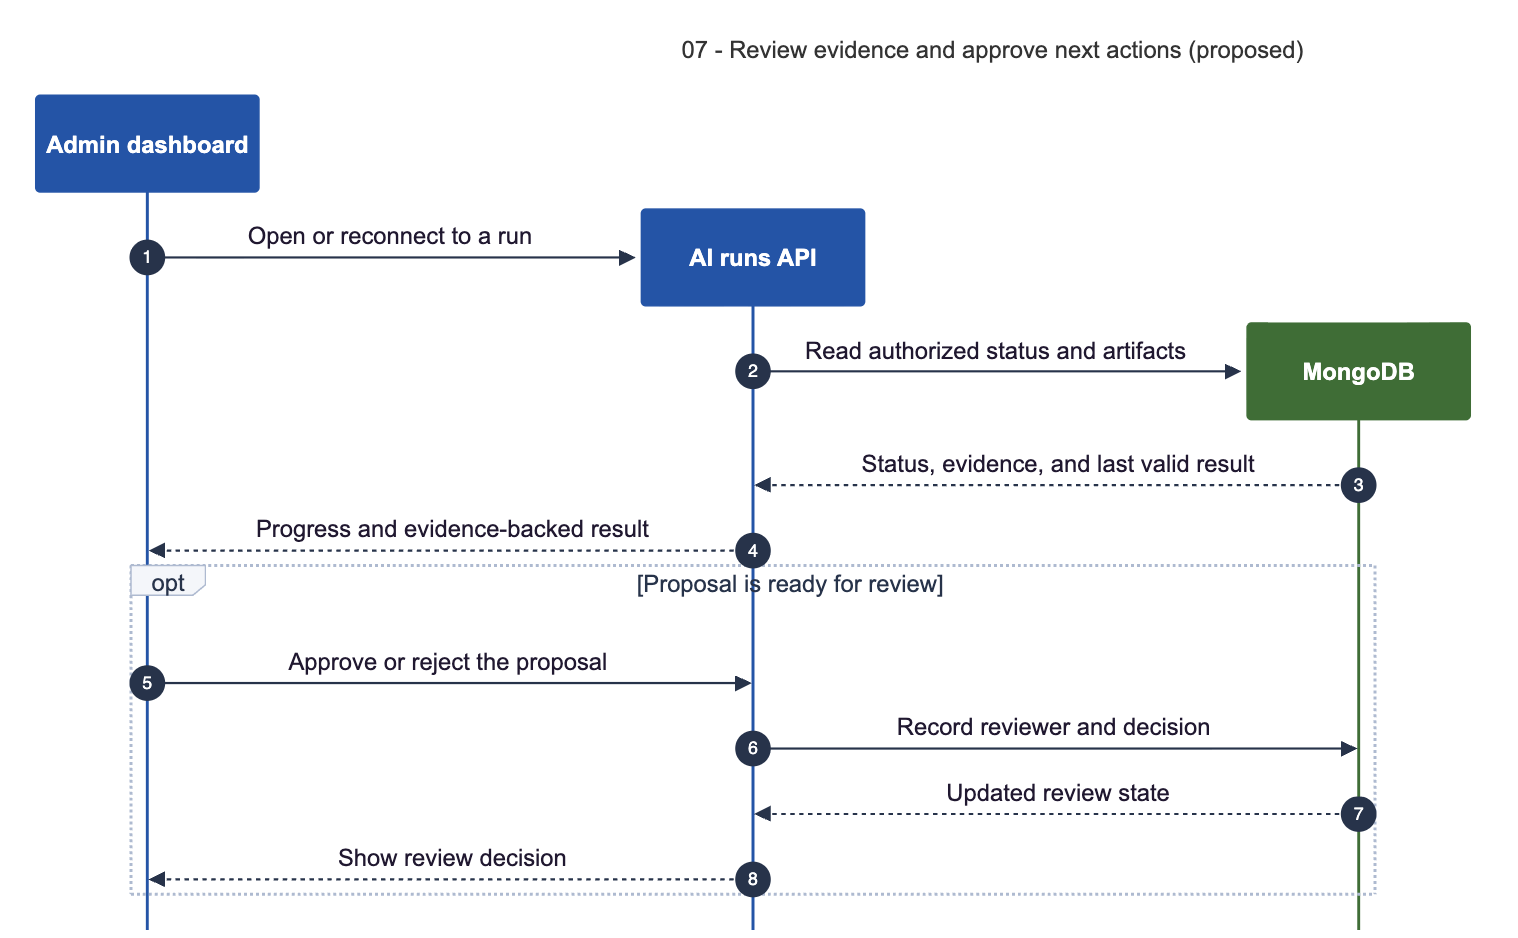 07 - Review evidence and approve next actions (proposed)
Admin dashboard
1
Open or reconnect to a run
AI runs API
2
Read authorized status and artifacts
MongoDB
Status, evidence, and last valid result
3
Progress and evidence-backed result
4
opt
[Proposal is ready for review]
5
Approve or reject the proposal
6
Record reviewer and decision
Updated review state
7
Show review decision
8